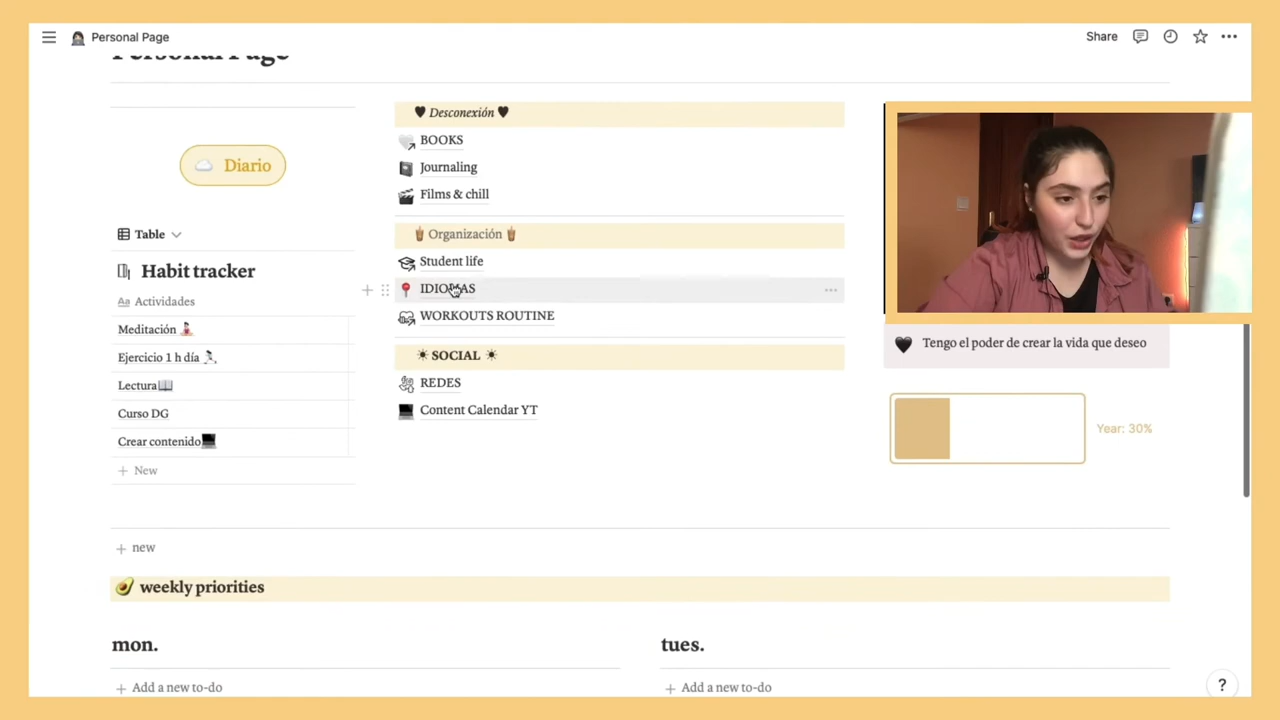 Personal Page
Share
Personal Page
Diario
Table
Habit tracker
Aa Actividades
Meditación
Ejercicio 1 h día
Lectura
Curso DG
Crear contenido
+ New
♥ Desconexión ♥
BOOKS
Journaling
Films & chill
Organización
Student life
IDIOMAS
WORKOUTS ROUTINE
☀ SOCIAL ☀
REDES
Content Calendar YT
Tengo el poder de crear la vida que deseo
Year: 30%
+ new
weekly priorities
mon.
+ Add a new to-do
tues.
+ Add a new to-do
?